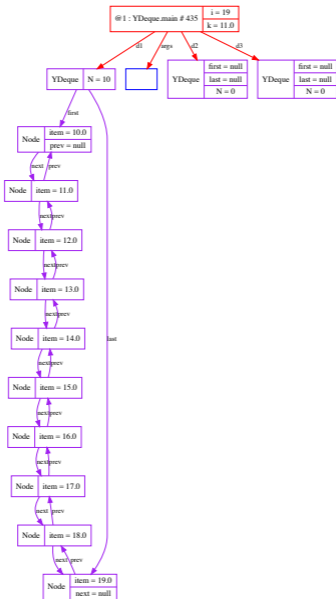 @1 : YDeque.main # 435
i = 19
k = 11.0
d1
args
d2
d3
YDeque
N = 10
YDeque
first = null
last = null
N = 0
YDeque
first = null
last = null
N = 0
first
Node
item = 10.0
prev = null
next
prev
Node
item = 11.0
next
prev
Node
item = 12.0
next
prev
Node
item = 13.0
next
prev
Node
item = 14.0
last
next
prev
Node
item = 15.0
next
prev
Node
item = 16.0
next
prev
Node
item = 17.0
next
prev
Node
item = 18.0
next
prev
Node
item = 19.0
next = null